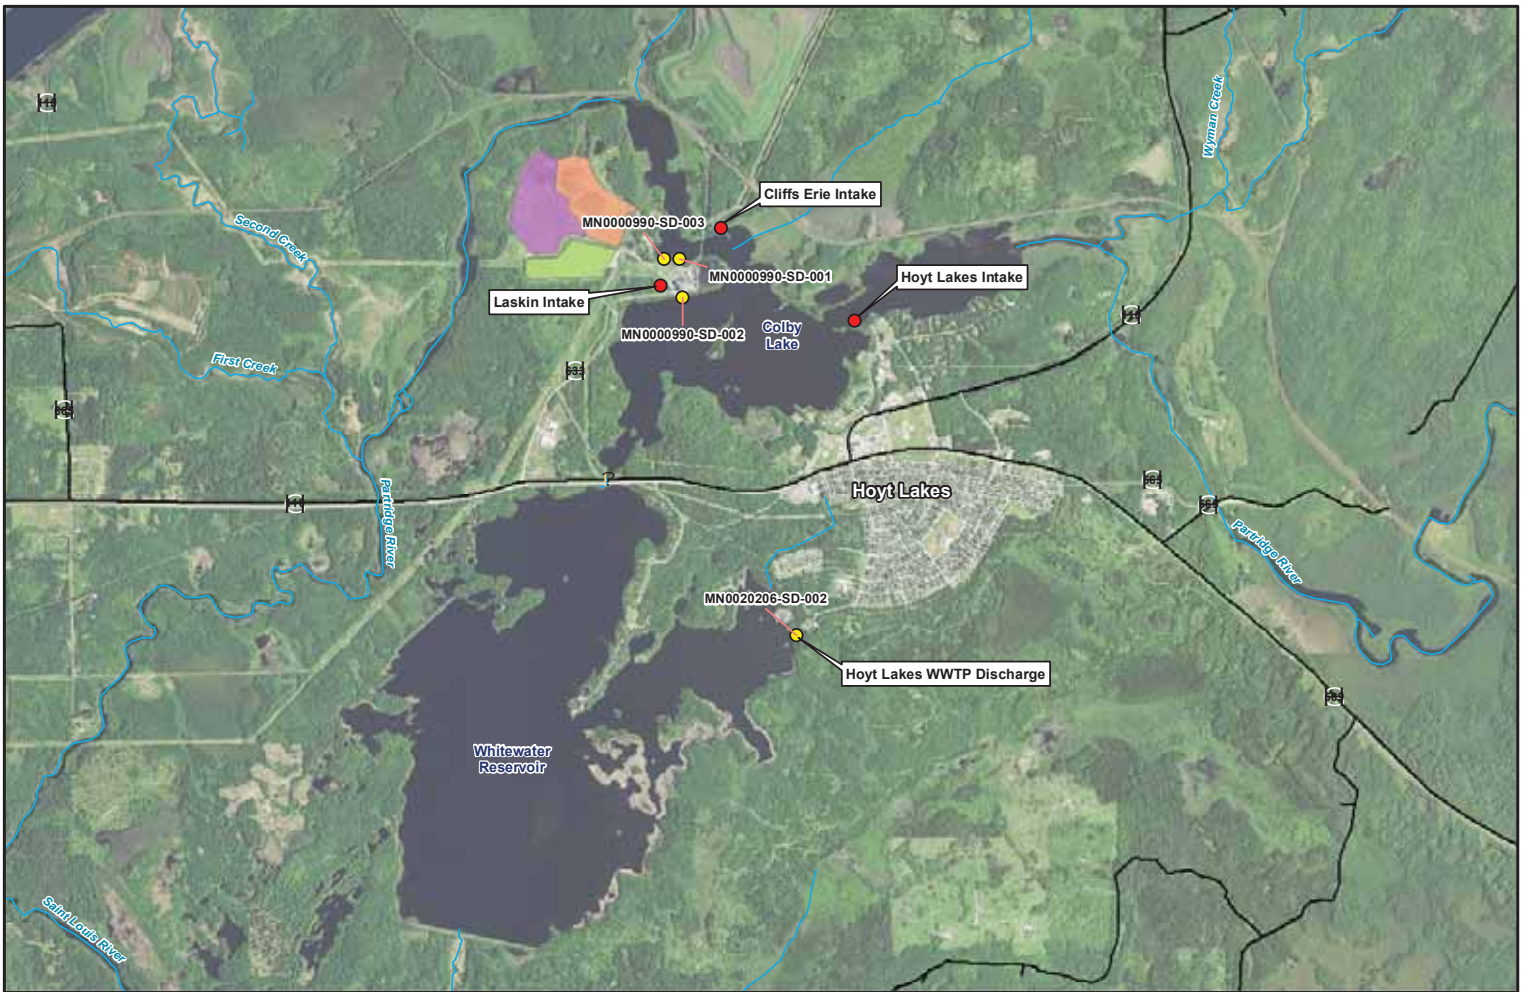 Wyman Creek
Cliffs Erie Intake
MN0000990-SD-003
Second Creek
MN0000990-SD-001
Hoyt Lakes Intake
Laskin Intake
MN0000990-SD-002
Colby
Lake
First Creek
Hoyt Lakes
Partridge River
Partridge River
MN0020206-SD-002
Hoyt Lakes WWTP Discharge
Whitewater
Reservoir
Saint Louis River